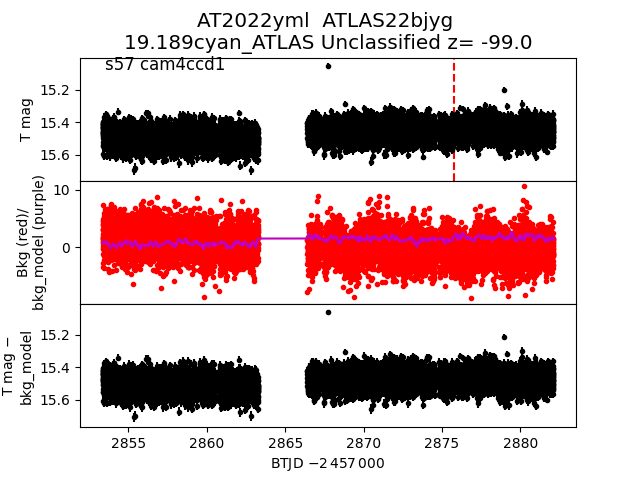 AT2022yml  ATLAS22bjyg
19.189cyan_ATLAS Unclassified z= -99.0
s57 cam4ccd1
T mag
15.2
15.4
15.6
Bkg (red)/
bkg_model (purple)
10
0
T mag −
bkg_model
15.2
15.4
15.6
2855 2860 2865 2870 2875 2880
BTJD −2 457 000